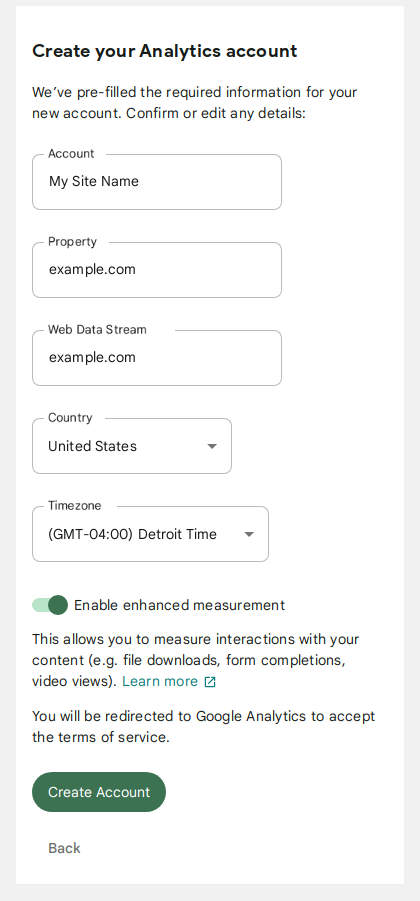 Create your Analytics account
We've pre-filled the required information for your
new account. Confirm or edit any details:
Account
My Site Name
Property
example.com
Web Data Stream
example.com
Country
United States
Timezone
(GMT-04:00) Detroit Time
Enable enhanced measurement
This allows you to measure interactions with your
content (e.g. file downloads, form completions,
video views). Learn more
You will be redirected to Google Analytics to accept
the terms of service.
Create Account
Back